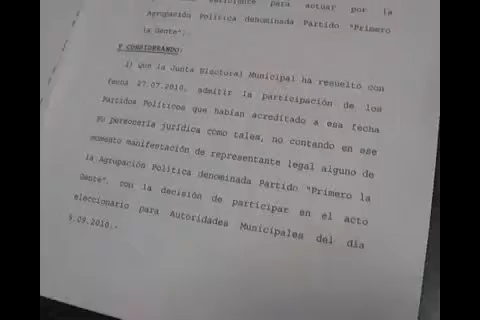 suficiente para actuar por la
Agrupación Política denominada Partido "Primero
la Gente".
Y CONSIDERANDO:
1) Que la Junta Electoral Municipal ha resuelto con
fecha 27.07.2010, admitir la participación de los
Partidos Políticos que habían acreditado a esa fecha
su personería jurídica como tales, no contando en ese
momento manifestación de representante legal alguno de
la Agrupación Política denominada Partido "Primero la
Gente", con la decisión de participar en el acto
eleccionario para Autoridades Municipales del día
5.09.2010.-